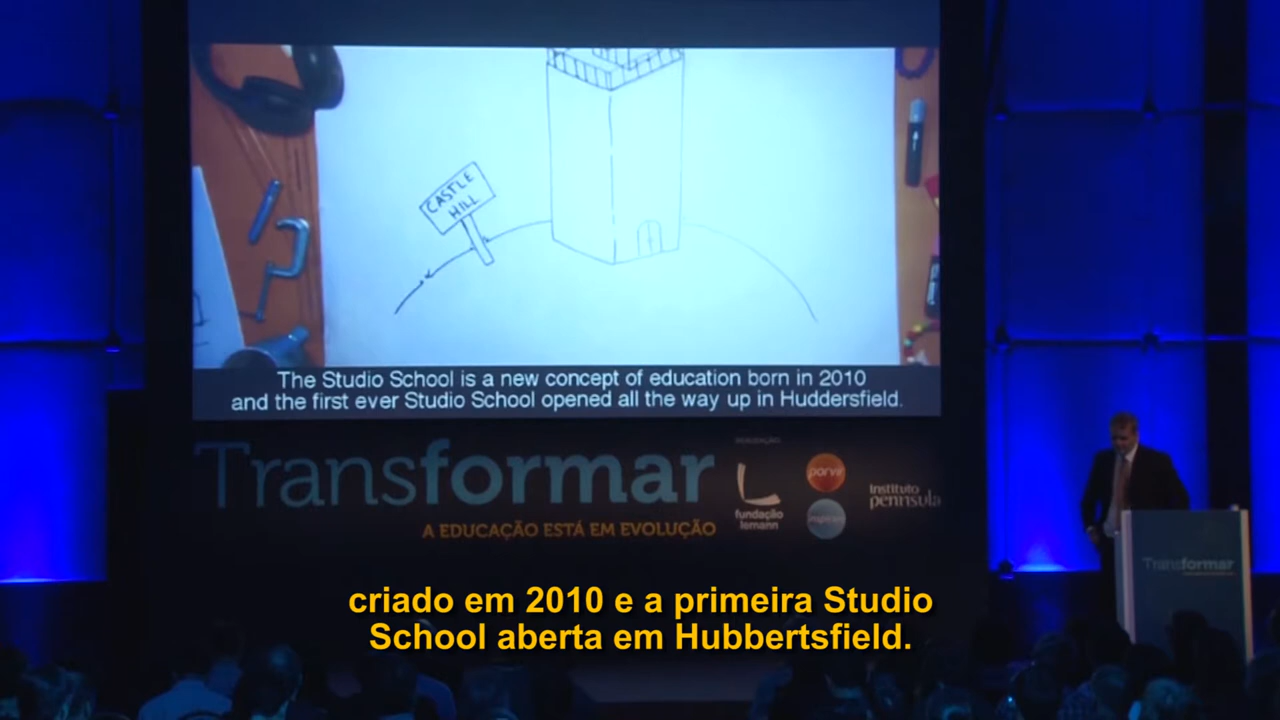 CASTLE
HILL
The Studio School is a new concept of education born in 2010
and the first ever Studio School opened all the way up in Huddersfield.
Transformar
A EDUCAÇÃO ESTÁ EM EVOLUÇÃO
fundação
lemann
porvir
inspirare
instituto
península
Transformar
criado em 2010 e a primeira Studio
School aberta em Hubbertsfield.